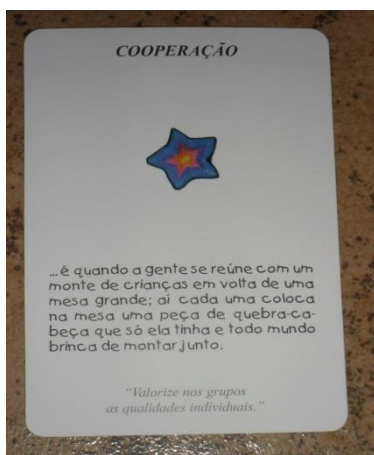 COOPERAÇÃO
...é quando a gente se reúne com um
monte de crianças em volta de uma
mesa grande; aí cada uma coloca
na mesa uma peça de quebra-ca-
beça que só ela tinha e todo mundo
brinca de montar junto.
"Valorize nos grupos
as qualidades individuais."